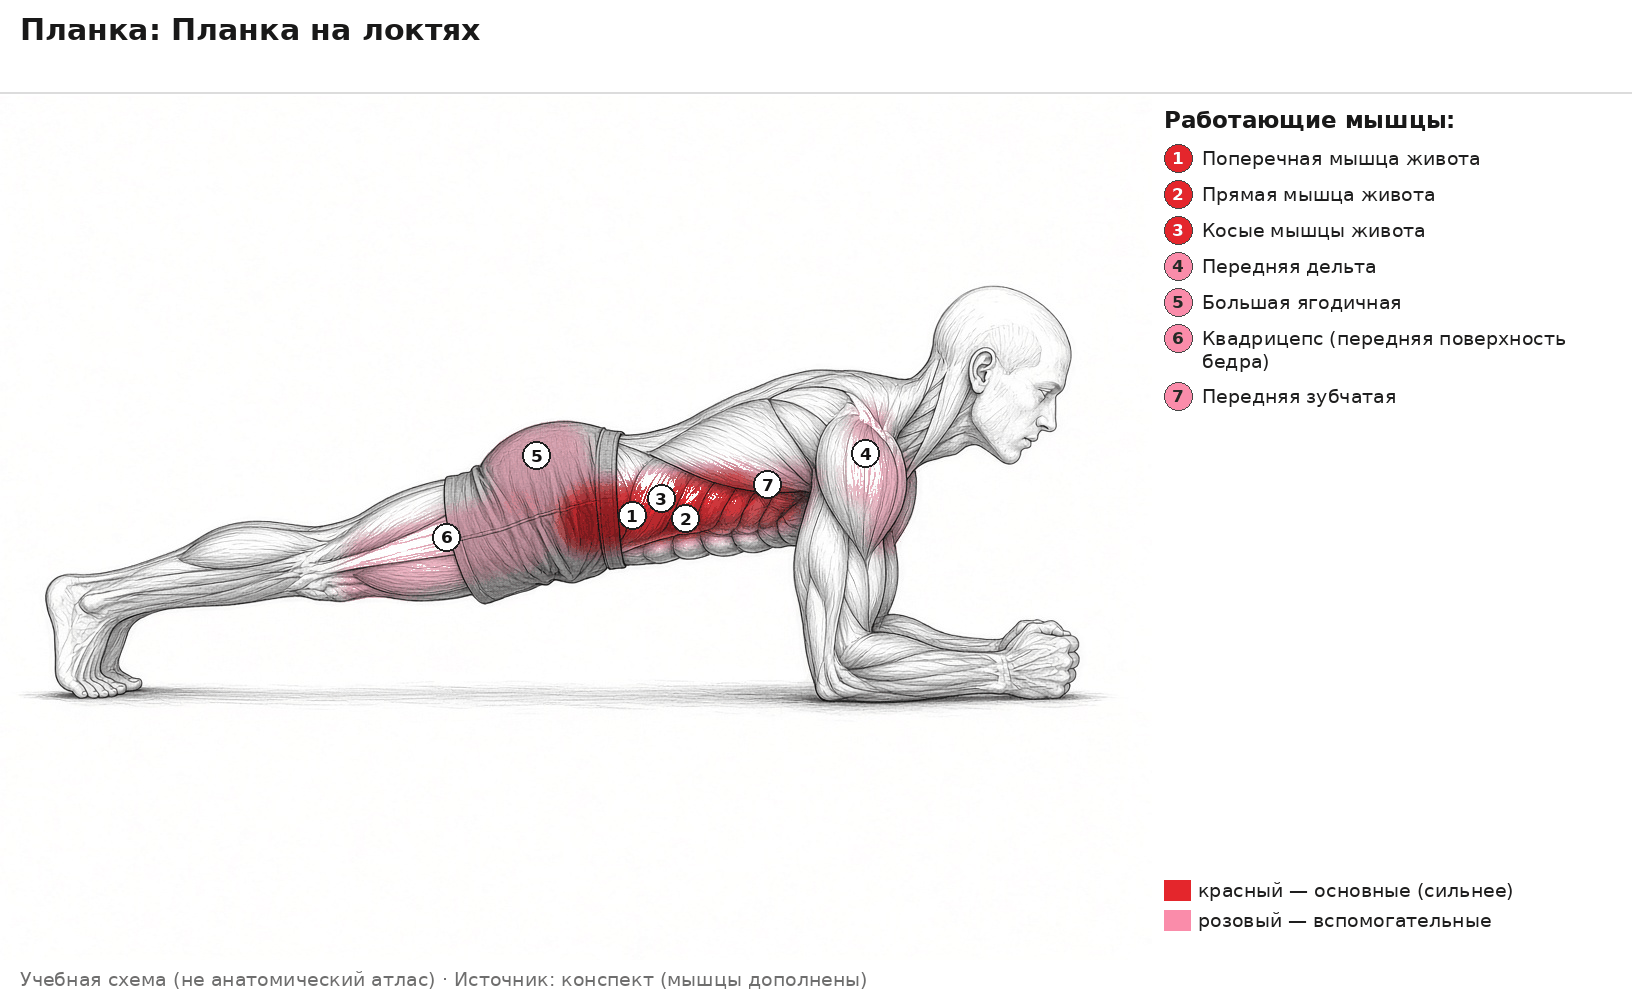 Планка: Планка на локтях
Работающие мышцы:
1 Поперечная мышца живота
2 Прямая мышца живота
3 Косые мышцы живота
4 Передняя дельта
5 Большая ягодичная
6 Квадрицепс (передняя поверхность
бедра)
7 Передняя зубчатая
5
6
1
3
2
7
4
красный — основные (сильнее)
розовый — вспомогательные
Учебная схема (не анатомический атлас) · Источник: конспект (мышцы дополнены)